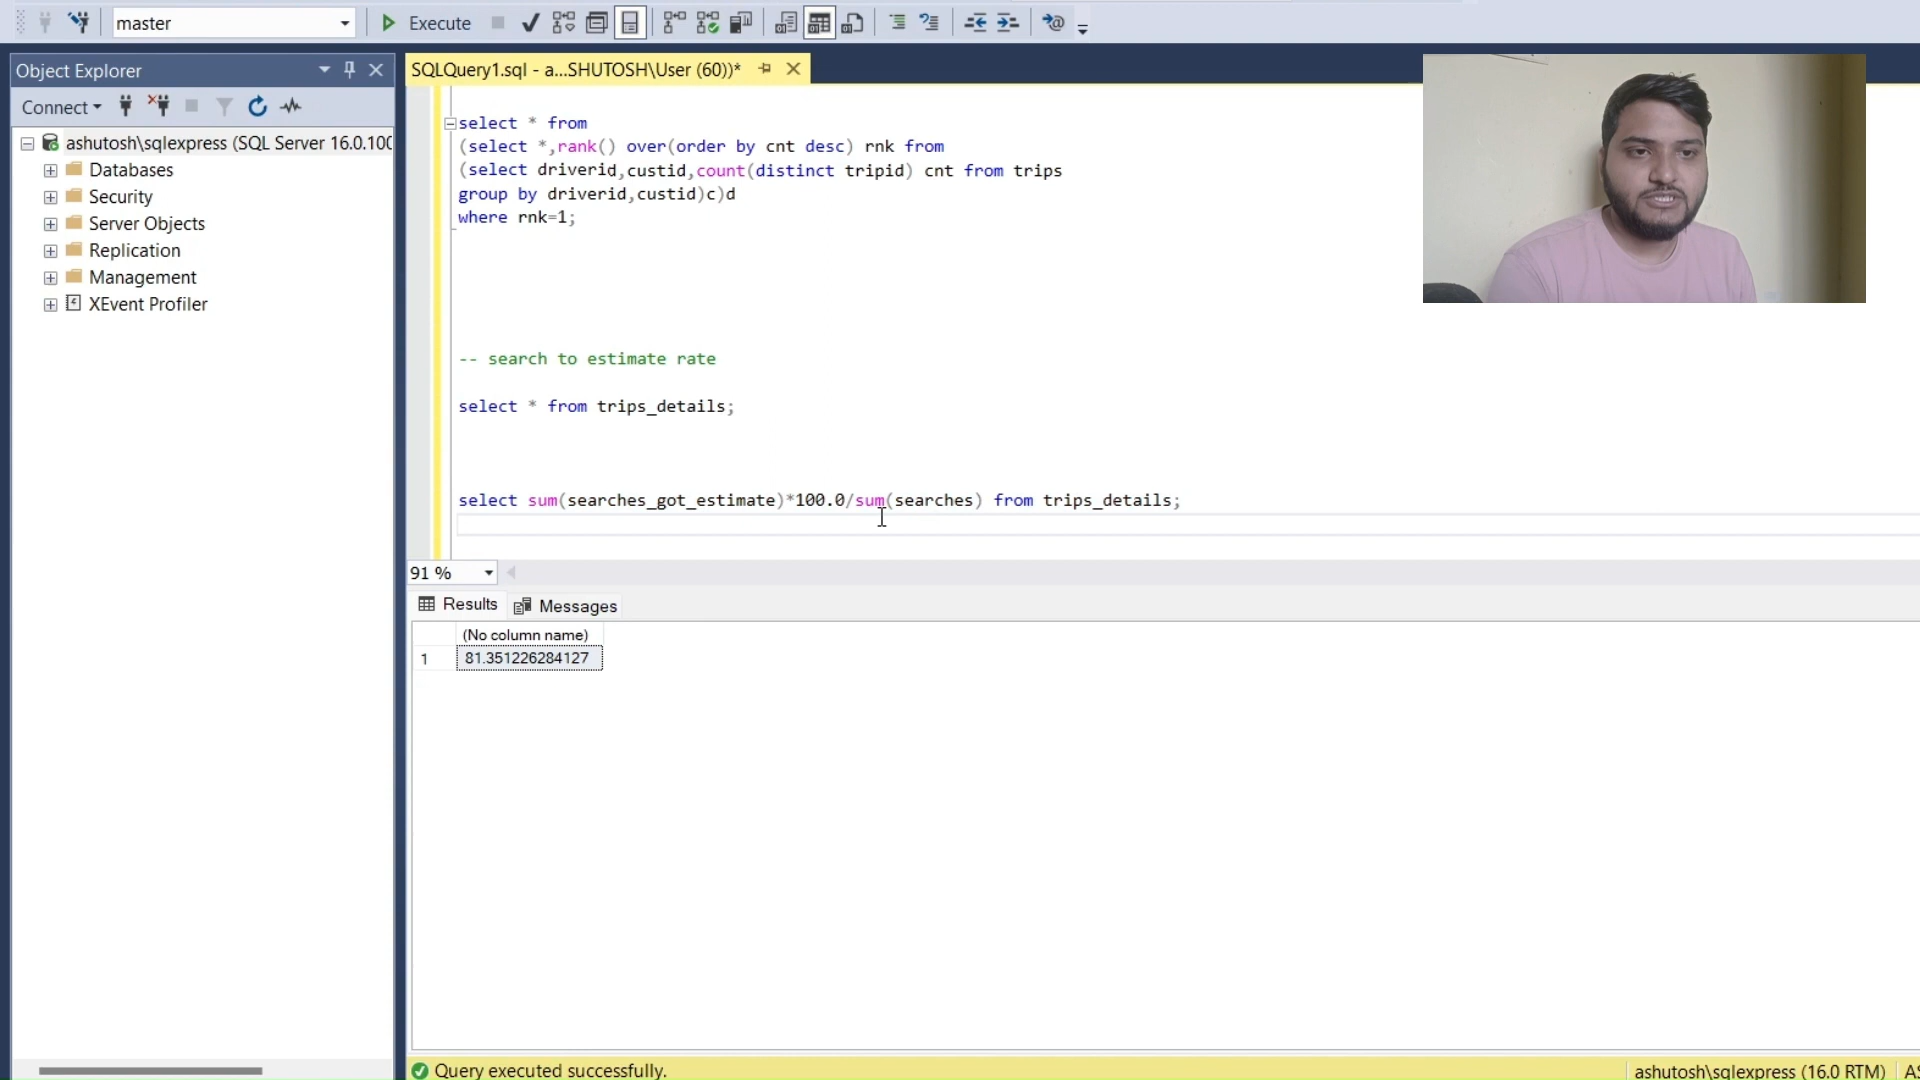 master
Execute
Object Explorer
SQLQuery1.sql - a...SHUTOSH\User (60))*
Connect
ashutosh\sqlexpress (SQL Server 16.0.100
Databases
Security
Server Objects
Replication
Management
XEvent Profiler
select * from
(select *,rank() over(order by cnt desc) rnk from
(select driverid,custid,count(distinct tripid) cnt from trips
group by driverid,custid)c)d
where rnk=1;
-- search to estimate rate
select * from trips_details;
select sum(searches_got_estimate)*100.0/sum(searches) from trips_details;
91 %
Results Messages
(No column name)
1 81.351226284127
Query executed successfully.
ashutosh\sqlexpress (16.0 RTM) AS